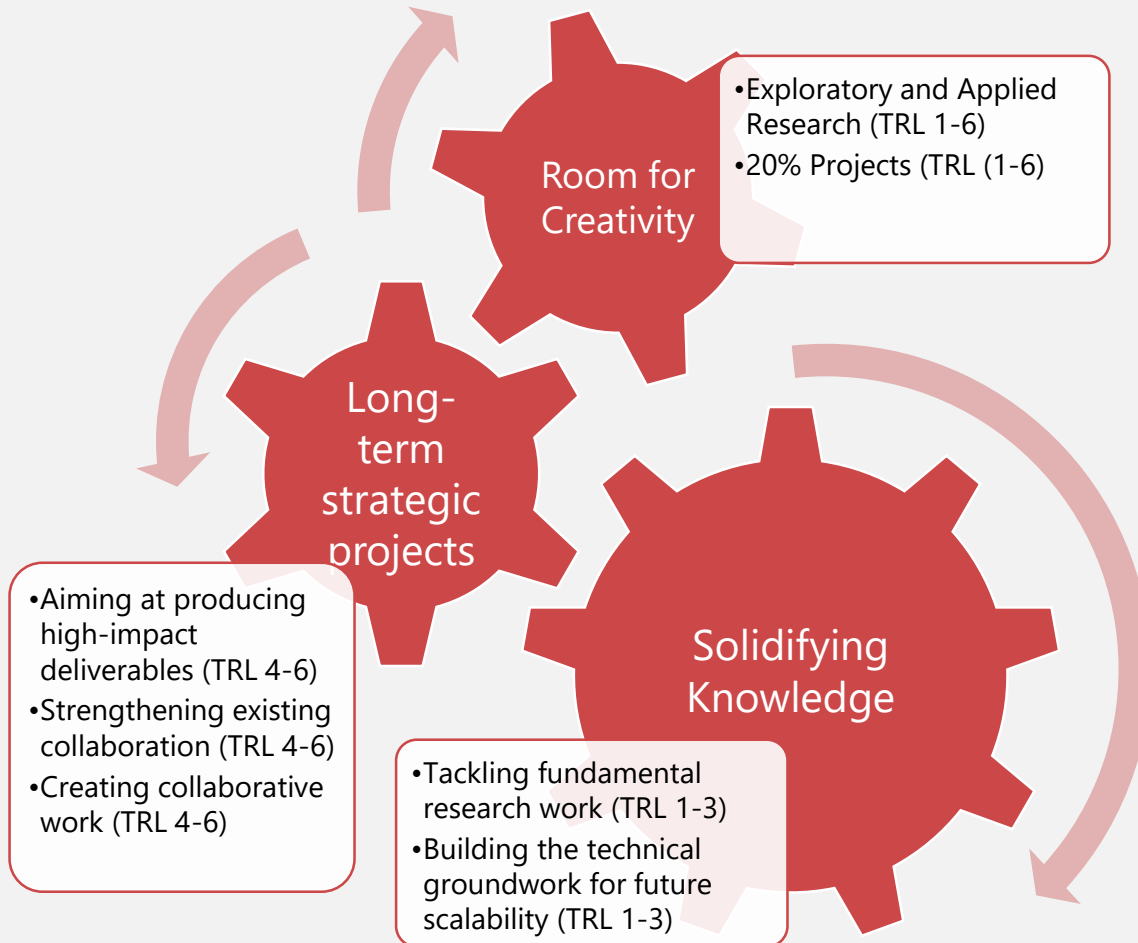 Room for
Creativity
•Exploratory and Applied
Research (TRL 1-6)
•20% Projects (TRL (1-6)
Long-
term
strategic
projects
•Aiming at producing
high-impact
deliverables (TRL 4-6)
•Strengthening existing
collaboration (TRL 4-6)
•Creating collaborative
work (TRL 4-6)
Solidifying
Knowledge
•Tackling fundamental
research work (TRL 1-3)
•Building the technical
groundwork for future
scalability (TRL 1-3)